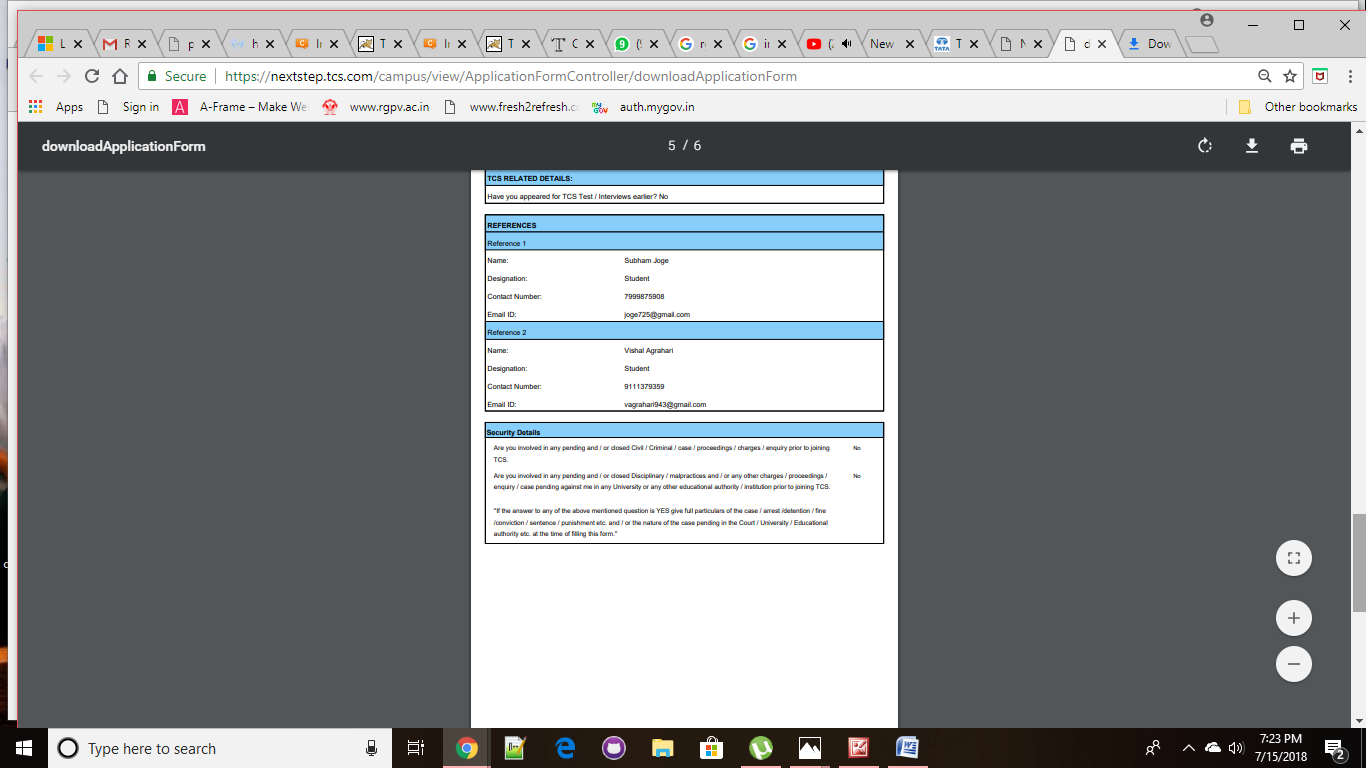 L
R
p
h
Ir
T
Ir
T
C
(9
re
ir
(2
New
TATA
T
N
d
Dow
Secure
https://nextstep.tcs.com/campus/view/ApplicationFormController/downloadApplicationForm
Apps
Sign in
A
A-Frame – Make We
www.rgpv.ac.in
www.fresh2refresh.c
auth.mygov.in
Other bookmarks
downloadApplicationForm
5 / 6
TCS RELATED DETAILS:
Have you appeared for TCS Test / Interviews earlier? No
REFERENCES
Reference 1
Name: Subham Joge
Designation: Student
Contact Number: 7999875908
Email ID: joge725@gmail.com
Reference 2
Name: Vishal Agrahari
Designation: Student
Contact Number: 9111379359
Email ID: vagrahari943@gmail.com
Security Details
Are you involved in any pending and / or closed Civil / Criminal / case / proceedings / charges / enquiry prior to joining No
TCS.
Are you involved in any pending and / or closed Disciplinary / malpractices and / or any other charges / proceedings / No
enquiry / case pending against me in any University or any other educational authority / institution prior to joining TCS.
"If the answer to any of the above mentioned question is YES give full particulars of the case / arrest /detention / fine
/conviction / sentence / punishment etc. and / or the nature of the case pending in the Court / University / Educational
authority etc. at the time of filling this form."
Type here to search
7:23 PM
7/15/2018
2